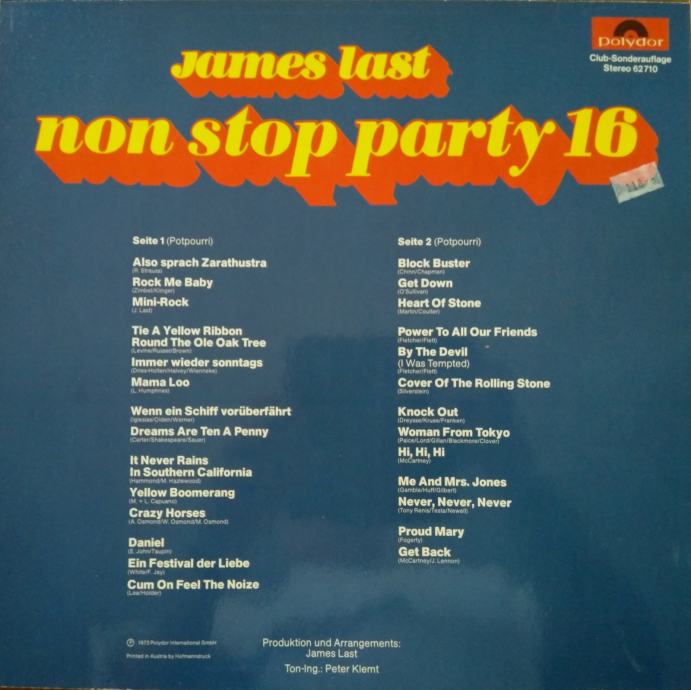 polydor
Club-Sonderauflage
Stereo 62710
james last
non stop party 16
Seite 1 (Potpourri)
Also sprach Zarathustra
(R. Strauss)
Rock Me Baby
(Zimbel/Klinger)
Mini-Rock
(J. Last)
Tie A Yellow Ribbon
Round The Ole Oak Tree
(Levine/Russel/Brown)
Immer wieder sonntags
(Dries-Holten/Halvey/Wienneke)
Mama Loo
(L. Humphries)
Wenn ein Schiff vorüberfährt
(Iglesias/Olden/Werner)
Dreams Are Ten A Penny
(Carter/Shakespeare/Sauer)
It Never Rains
In Southern California
(Hammond/M. Hazlewood)
Yellow Boomerang
(M. + L. Capuano)
Crazy Horses
(A. Osmond/W. Osmond/M. Osmond)
Daniel
(E. John/Taupin)
Ein Festival der Liebe
(White/F. Jay)
Cum On Feel The Noize
(Lea/Holder)
Seite 2 (Potpourri)
Block Buster
(Chinn/Chapman)
Get Down
(O'Sullivan)
Heart Of Stone
(Martin/Coulter)
Power To All Our Friends
(Fletcher/Flett)
By The Devil
(I Was Tempted)
(Fletcher/Flett)
Cover Of The Rolling Stone
(Silverstein)
Knock Out
(Dreysse/Kruse/Franken)
Woman From Tokyo
(Paice/Lord/Gillan/Blackmore/Glover)
Hi, Hi, Hi
(McCartney)
Me And Mrs. Jones
(Gamble/Huff/Gilbert)
Never, Never, Never
(Tony Renis/Testa/Newell)
Proud Mary
(Fogerty)
Get Back
(McCartney/J. Lennon)
Ⓟ 1973 Polydor International GmbH
Printed in Austria by Hofmanndruck
Produktion und Arrangements:
James Last
Ton-Ing.: Peter Klemt